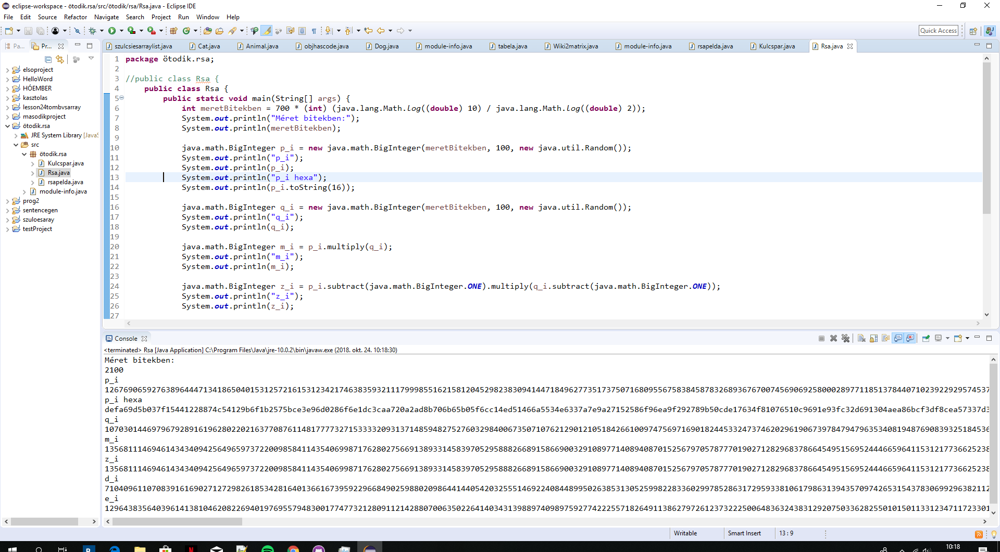 eclipse-workspace - ötodik.rsa/src/ötodik/rsa/Rsa.java - Eclipse IDE
File Edit Source Refactor Navigate Search Project Run Window Help
Quick Access
Pa... Pr...
szulcsiesarraylist.java Cat.java Animal.java objhascode.java Dog.java module-info.java tabela.java Wiki2matrix.java module-info.java rsapelda.java Kulcspar.java Rsa.java
elsoproject
HelloWord
HÓEMBER
kasztolas
lesson24tombvsarray
masodikproject
ötodik.rsa
JRE System Library [JavaS
src
ötodik.rsa
Kulcspar.java
Rsa.java
rsapelda.java
module-info.java
prog2
sentencegen
szuloesaray
testProject
1 package ötodik.rsa;
2
3 //public class Rsa {
4 public class Rsa {
5 public static void main(String[] args) {
6 int meretBitekben = 700 * (int) (java.lang.Math.log((double) 10) / java.lang.Math.log((double) 2));
7 System.out.println("Méret bitekben:");
8 System.out.println(meretBitekben);
9
10 java.math.BigInteger p_i = new java.math.BigInteger(meretBitekben, 100, new java.util.Random());
11 System.out.println("p_i");
12 System.out.println(p_i);
13 System.out.println("p_i hexa");
14 System.out.println(p_i.toString(16));
15
16 java.math.BigInteger q_i = new java.math.BigInteger(meretBitekben, 100, new java.util.Random());
17 System.out.println("q_i");
18 System.out.println(q_i);
19
20 java.math.BigInteger m_i = p_i.multiply(q_i);
21 System.out.println("m_i");
22 System.out.println(m_i);
23
24 java.math.BigInteger z_i = p_i.subtract(java.math.BigInteger.ONE).multiply(q_i.subtract(java.math.BigInteger.ONE));
25 System.out.println("z_i");
26 System.out.println(z_i);
27
Console
<terminated> Rsa [Java Application] C:\Program Files\Java\jre-10.0.2\bin\javaw.exe (2018. okt. 24. 10:18:30)
Méret bitekben:
2100
p_i
p_i hexa
q_i
m_i
z_i
d_i
e_i
Writable Smart Insert 13 : 9
10:18